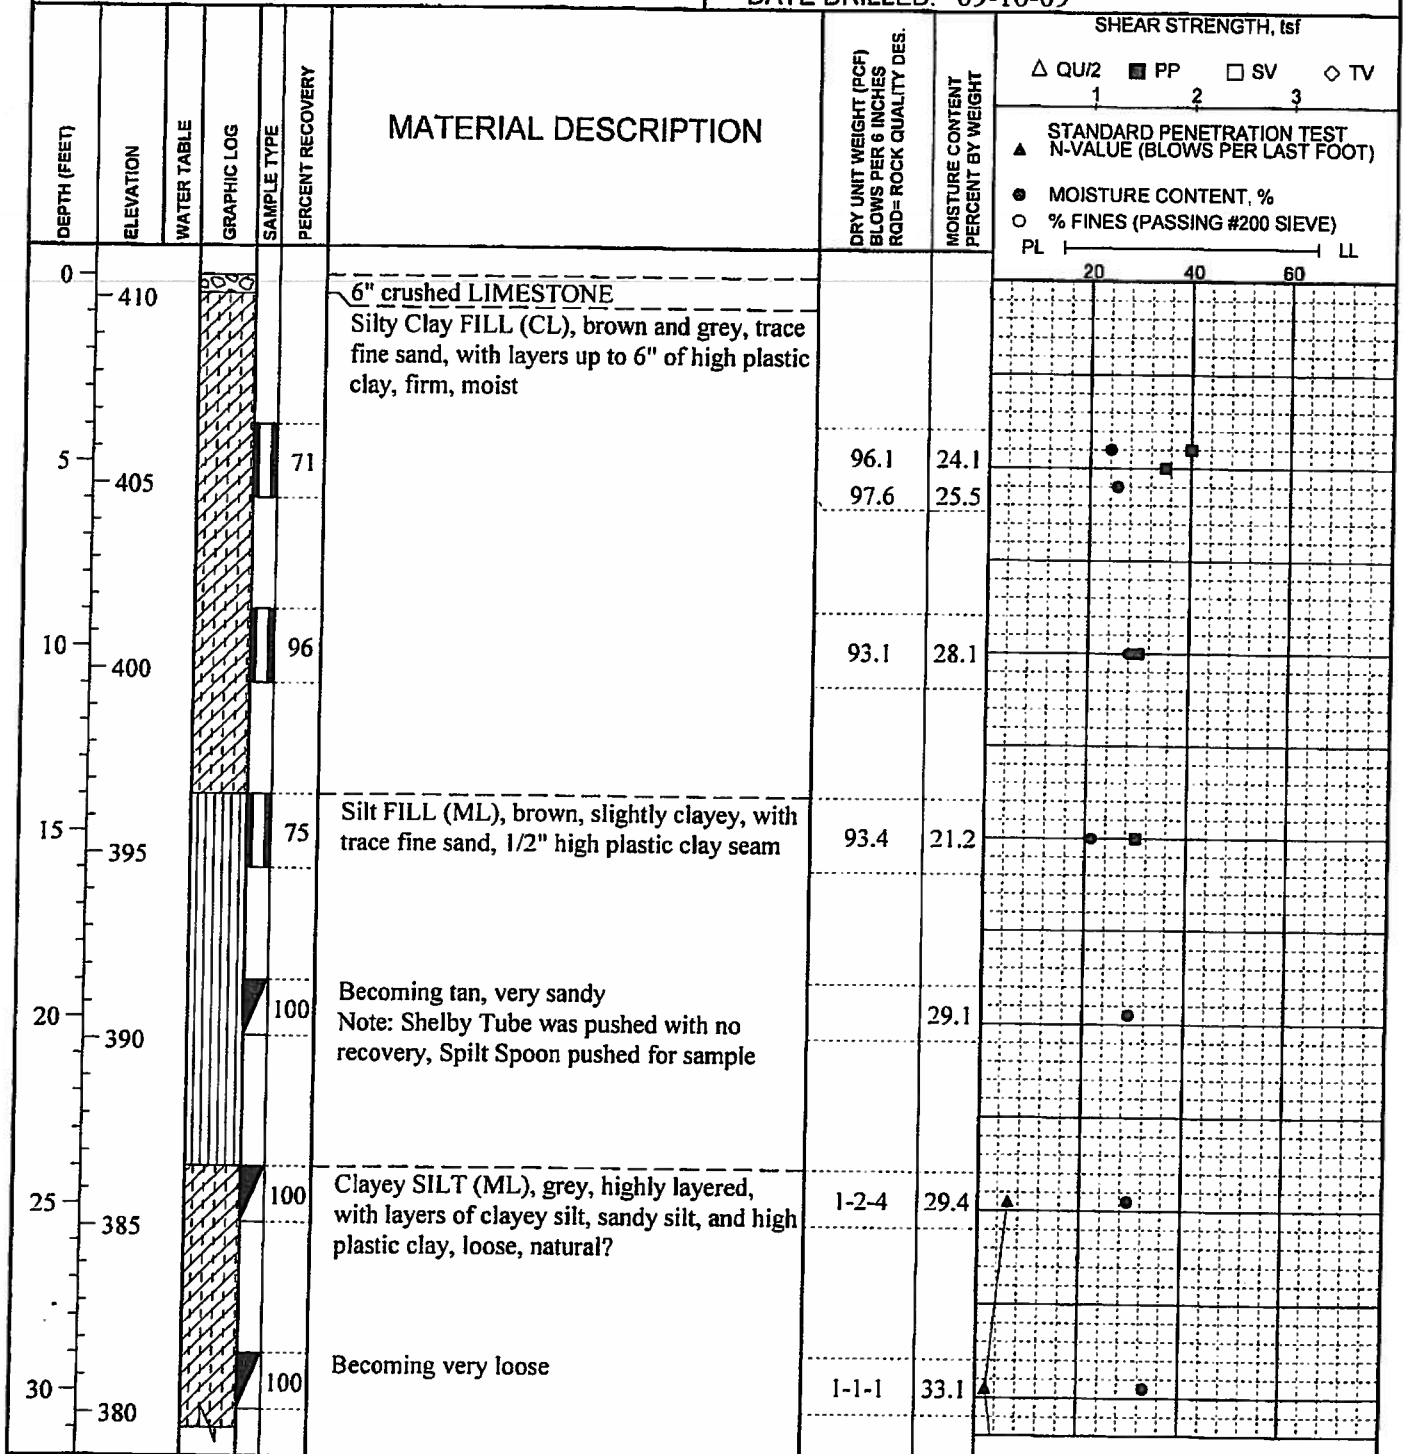 DATE DRILLED: 09-10-09
DEPTH (FEET)
ELEVATION
WATER TABLE
GRAPHIC LOG
SAMPLE TYPE
PERCENT RECOVERY
MATERIAL DESCRIPTION
DRY UNIT WEIGHT (PCF)
BLOWS PER 6 INCHES
RQD= ROCK QUALITY DES.
MOISTURE CONTENT
PERCENT BY WEIGHT
SHEAR STRENGTH, tsf
△ QU/2 ■ PP □ SV ◇ TV
1 2 3
STANDARD PENETRATION TEST
▲ N-VALUE (BLOWS PER LAST FOOT)
● MOISTURE CONTENT, %
○ % FINES (PASSING #200 SIEVE)
PL LL
20 40 60
0
410
6" crushed LIMESTONE
Silty Clay FILL (CL), brown and grey, trace
fine sand, with layers up to 6" of high plastic
clay, firm, moist
5
405
71
96.1 24.1
97.6 25.5
10
400
96
93.1 28.1
15
395
75
Silt FILL (ML), brown, slightly clayey, with
trace fine sand, 1/2" high plastic clay seam
93.4 21.2
20
390
100
Becoming tan, very sandy
Note: Shelby Tube was pushed with no
recovery, Spilt Spoon pushed for sample
29.1
25
385
100
Clayey SILT (ML), grey, highly layered,
with layers of clayey silt, sandy silt, and high
plastic clay, loose, natural?
1-2-4 29.4
30
380
100
Becoming very loose
1-1-1 33.1